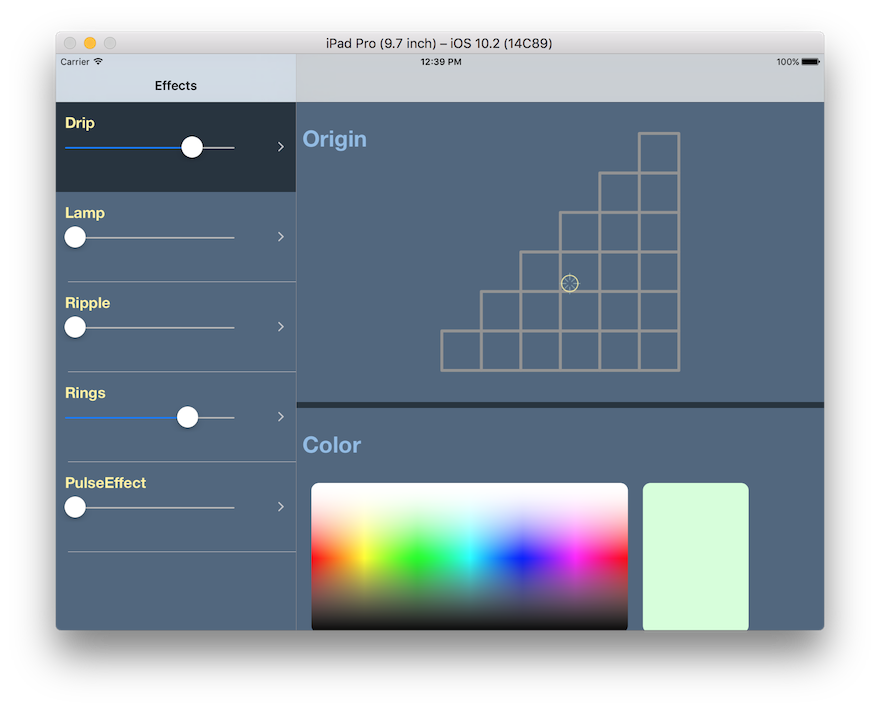 iPad Pro (9.7 inch) – iOS 10.2 (14C89)
Carrier 12:39 PM 100%
Effects
Drip
Lamp
Ripple
Rings
PulseEffect
Origin
Color